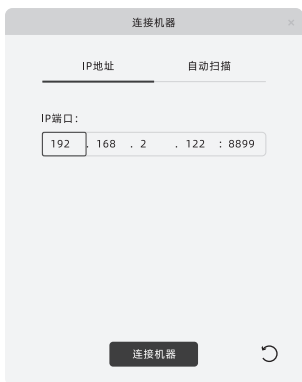 连接机器 ×
IP地址 自动扫描
IP端口：
192 . 168 . 2 . 122 : 8899
连接机器